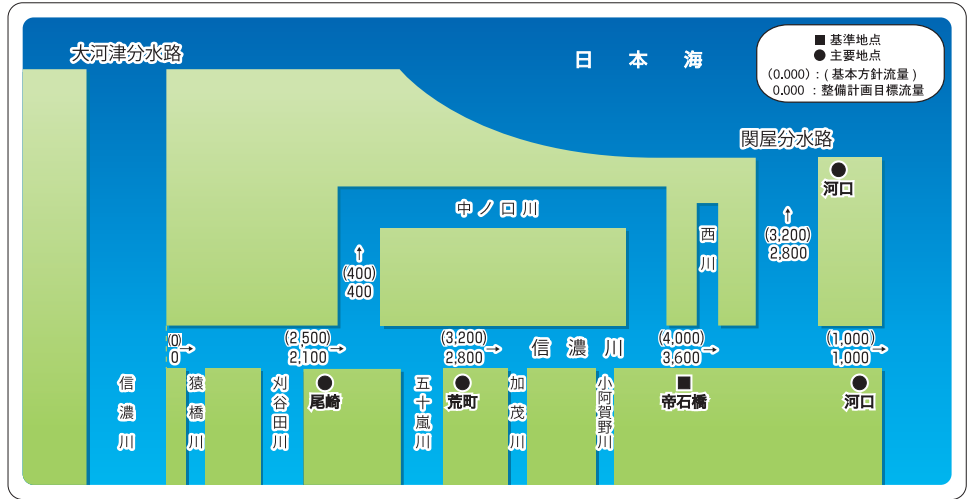 大河津分水路
日本海
■ 基準地点
● 主要地点
(0.000) : ( 基本方針流量 )
0.000 : 整備計画目標流量
関屋分水路
河口
中ノ口川
西川
↑
(3,200)
2,800
↑
(400)
400
(0)
0 →
(2,500)
2,100 →
(3,200)
2,800 →
信濃川
(4,000)
3,600 →
(1,000)
1,000 →
信濃川
猿橋川
刈谷田川
尾崎
五十嵐川
荒町
加茂川
小阿賀野川
帝石橋
河口